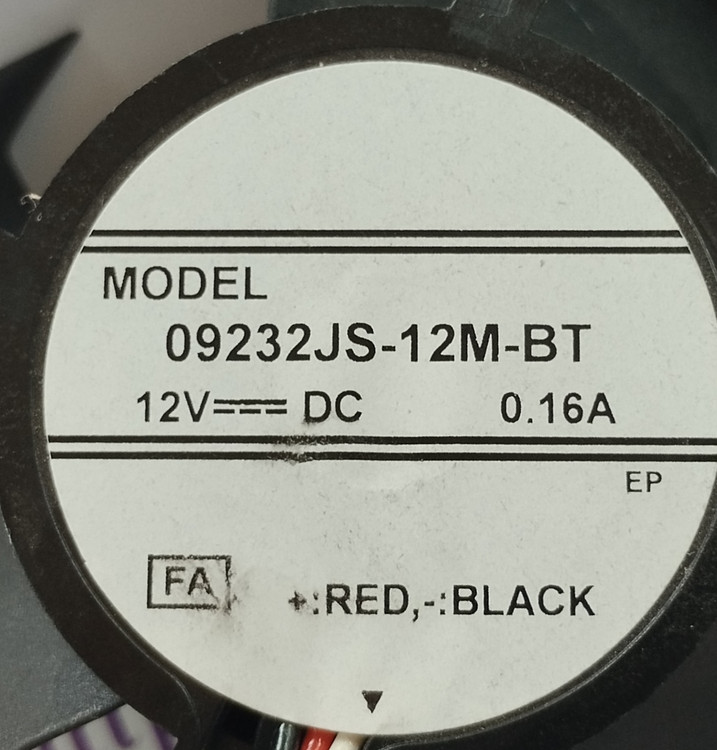 MODEL
09232JS-12M-BT
12V⎓ DC 0.16A
EP
FA
+:RED,-:BLACK